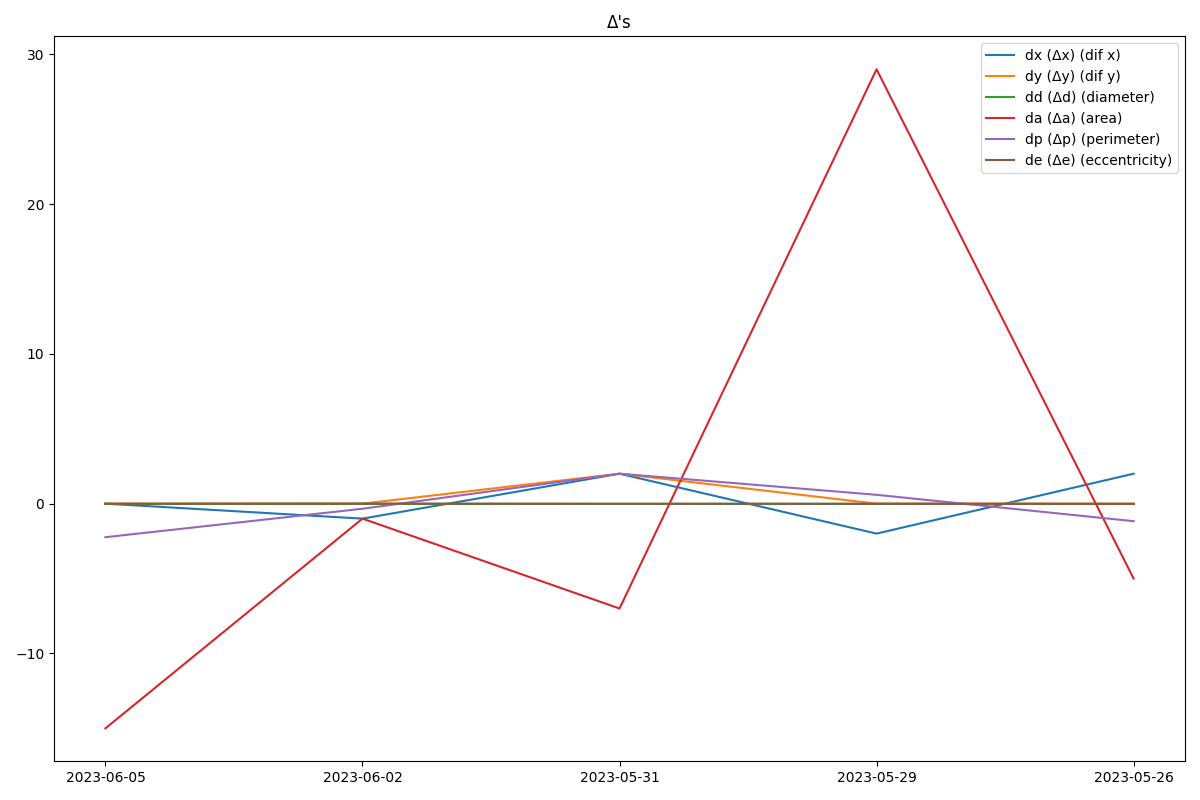 Δ's
30
20
10
0
−10
dx (Δx) (dif x)
dy (Δy) (dif y)
dd (Δd) (diameter)
da (Δa) (area)
dp (Δp) (perimeter)
de (Δe) (eccentricity)
2023-06-05
2023-06-02
2023-05-31
2023-05-29
2023-05-26